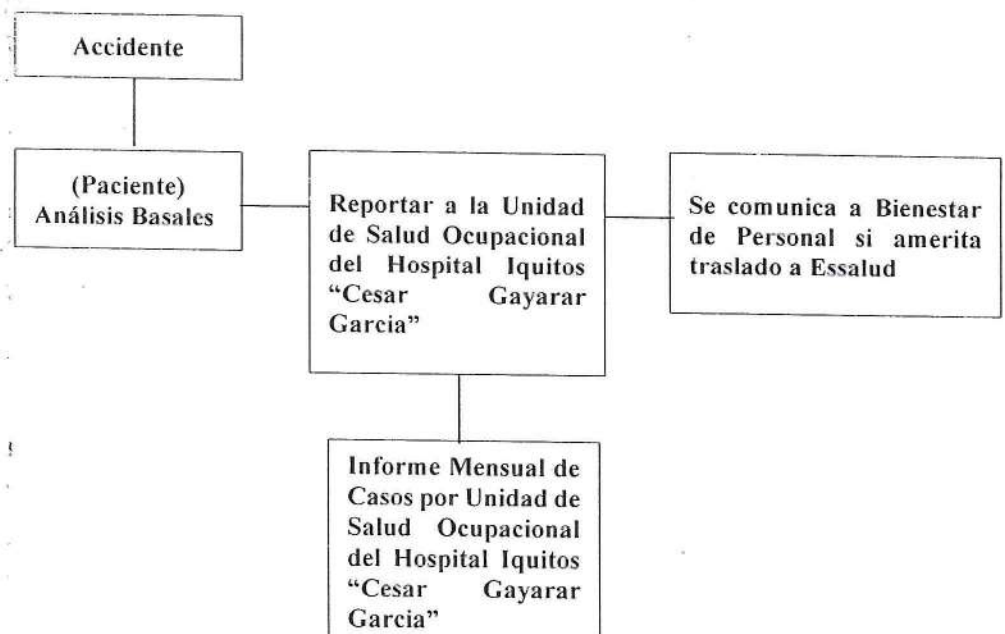 Accidente
(Paciente)
Análisis Basales
Reportar a la Unidad
de Salud Ocupacional
del Hospital Iquitos
“Cesar Gayarar
Garcia”
Se comunica a Bienestar
de Personal si amerita
traslado a Essalud
Informe Mensual de
Casos por Unidad de
Salud Ocupacional
del Hospital Iquitos
“Cesar Gayarar
Garcia”